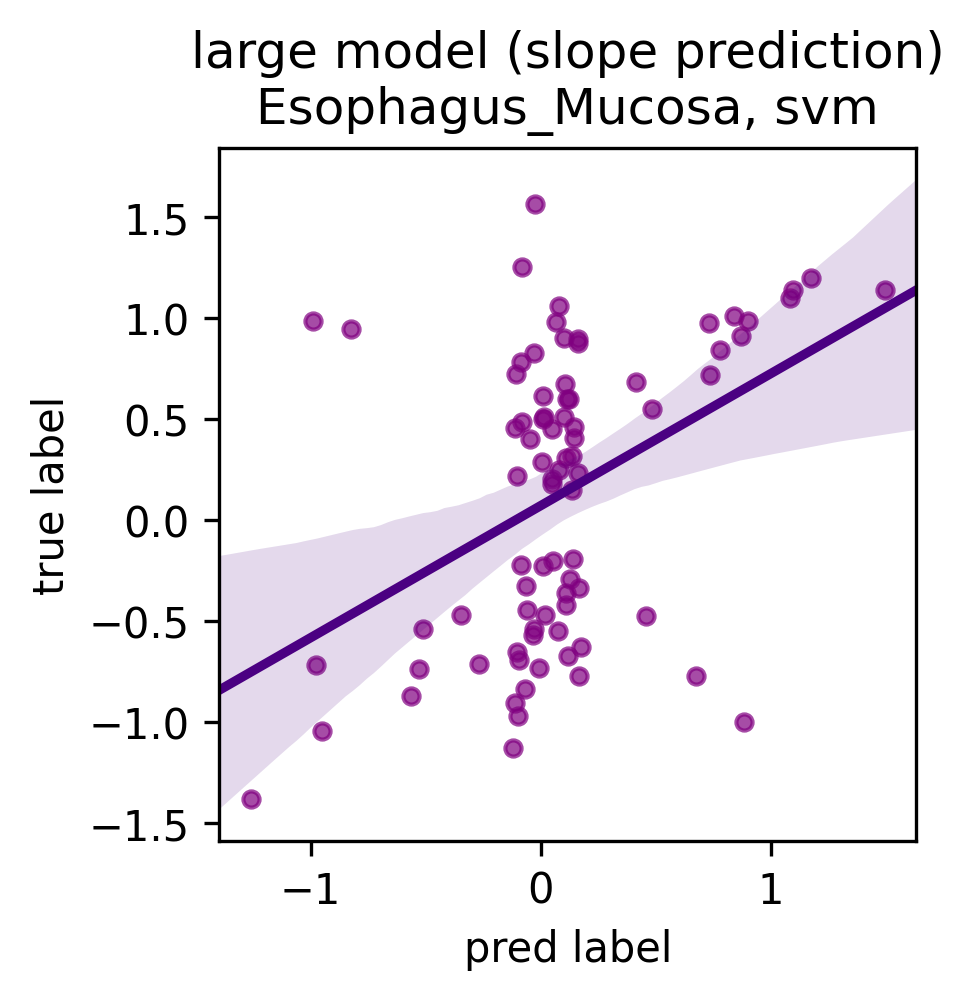 large model (slope prediction)
Esophagus_Mucosa, svm
true label
1.5
1.0
0.5
0.0
−0.5
−1.0
−1.5
−1
0
1
pred label